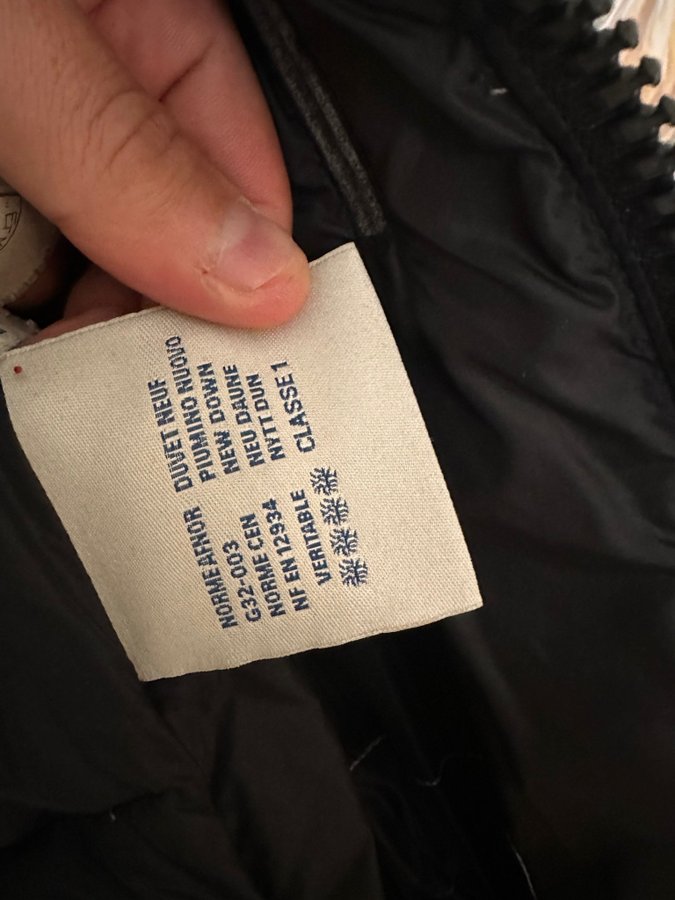 DUVET NEUF
PIUMINO NUOVO
NEW DOWN
NEU DAUNE
NYTT DUN
CLASSE 1
NORME AFNOR
G32-003
NORME CEN
NF EN 12934
VERITABLE